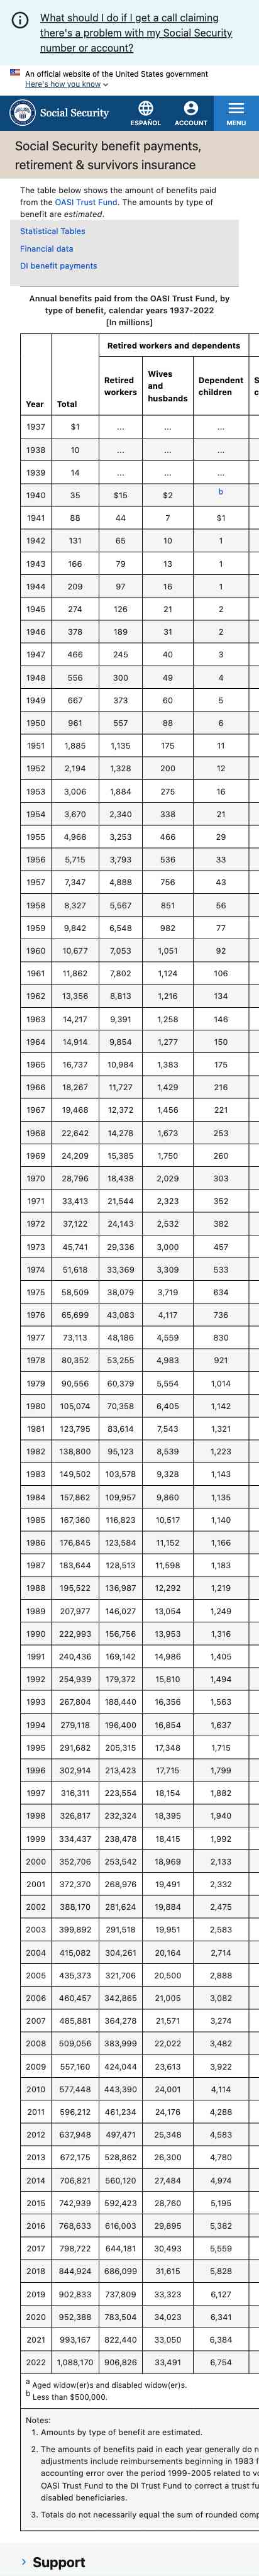 What should I do if I get a call claiming
there's a problem with my Social Security
number or account?
An official website of the United States government
Here's how you know
Social Security
ESPAÑOL
ACCOUNT
MENU
Social Security benefit payments,
retirement & survivors insurance
The table below shows the amount of benefits paid
from the OASI Trust Fund. The amounts by type of
benefit are estimated.
Statistical Tables
Financial data
DI benefit payments
Annual benefits paid from the OASI Trust Fund, by
type of benefit, calendar years 1937-2022
[In millions]
Retired workers and dependents
Year Total Retired workers Wives and husbands Dependent children
1937 $1 ... ... ...
1938 10 ... ... ...
1939 14 ... ... ...
1940 35 $15 $2 b
1941 88 44 7 $1
1942 131 65 10 1
1943 166 79 13 1
1944 209 97 16 1
1945 274 126 21 2
1946 378 189 31 2
1947 466 245 40 3
1948 556 300 49 4
1949 667 373 60 5
1950 961 557 88 6
1951 1,885 1,135 175 11
1952 2,194 1,328 200 12
1953 3,006 1,884 275 16
1954 3,670 2,340 338 21
1955 4,968 3,253 466 29
1956 5,715 3,793 536 33
1957 7,347 4,888 756 43
1958 8,327 5,567 851 56
1959 9,842 6,548 982 77
1960 10,677 7,053 1,051 92
1961 11,862 7,802 1,124 106
1962 13,356 8,813 1,216 134
1963 14,217 9,391 1,258 146
1964 14,914 9,854 1,277 150
1965 16,737 10,984 1,383 175
1966 18,267 11,727 1,429 216
1967 19,468 12,372 1,456 221
1968 22,642 14,278 1,673 253
1969 24,209 15,385 1,750 260
1970 28,796 18,438 2,029 303
1971 33,413 21,544 2,323 352
1972 37,122 24,143 2,532 382
1973 45,741 29,336 3,000 457
1974 51,618 33,369 3,309 533
1975 58,509 38,079 3,719 634
1976 65,699 43,083 4,117 736
1977 73,113 48,186 4,559 830
1978 80,352 53,255 4,983 921
1979 90,556 60,379 5,554 1,014
1980 105,074 70,358 6,405 1,142
1981 123,795 83,614 7,543 1,321
1982 138,800 95,123 8,539 1,223
1983 149,502 103,578 9,328 1,143
1984 157,862 109,957 9,860 1,135
1985 167,360 116,823 10,517 1,140
1986 176,845 123,584 11,152 1,166
1987 183,644 128,513 11,598 1,183
1988 195,522 136,987 12,292 1,219
1989 207,977 146,027 13,054 1,249
1990 222,993 156,756 13,953 1,316
1991 240,436 169,142 14,986 1,405
1992 254,939 179,372 15,810 1,494
1993 267,804 188,440 16,356 1,563
1994 279,118 196,400 16,854 1,637
1995 291,682 205,315 17,348 1,715
1996 302,914 213,423 17,715 1,799
1997 316,311 223,554 18,154 1,882
1998 326,817 232,324 18,395 1,940
1999 334,437 238,478 18,415 1,992
2000 352,706 253,542 18,969 2,133
2001 372,370 268,976 19,491 2,332
2002 388,170 281,624 19,884 2,475
2003 399,892 291,518 19,951 2,583
2004 415,082 304,261 20,164 2,714
2005 435,373 321,706 20,500 2,888
2006 460,457 342,865 21,005 3,082
2007 485,881 364,278 21,571 3,274
2008 509,056 383,999 22,022 3,482
2009 557,160 424,044 23,613 3,922
2010 577,448 443,390 24,001 4,114
2011 596,212 461,234 24,176 4,288
2012 637,948 497,471 25,348 4,583
2013 672,175 528,862 26,300 4,780
2014 706,821 560,120 27,484 4,974
2015 742,939 592,423 28,760 5,195
2016 768,633 616,003 29,895 5,382
2017 798,722 644,181 30,493 5,559
2018 844,924 686,099 31,615 5,828
2019 902,833 737,809 33,323 6,127
2020 952,388 783,504 34,023 6,341
2021 993,167 822,440 33,050 6,384
2022 1,088,170 906,826 33,491 6,754
a Aged widow(er)s and disabled widow(er)s.
b Less than $500,000.
Notes:
1. Amounts by type of benefit are estimated.
2. The amounts of benefits paid in each year generally do n
adjustments include reimbursements beginning in 1983 f
accounting error over the period 1999-2005 related to vo
OASI Trust Fund to the DI Trust Fund to correct a trust fu
disabled beneficiaries.
3. Totals do not necessarily equal the sum of rounded comp
Support